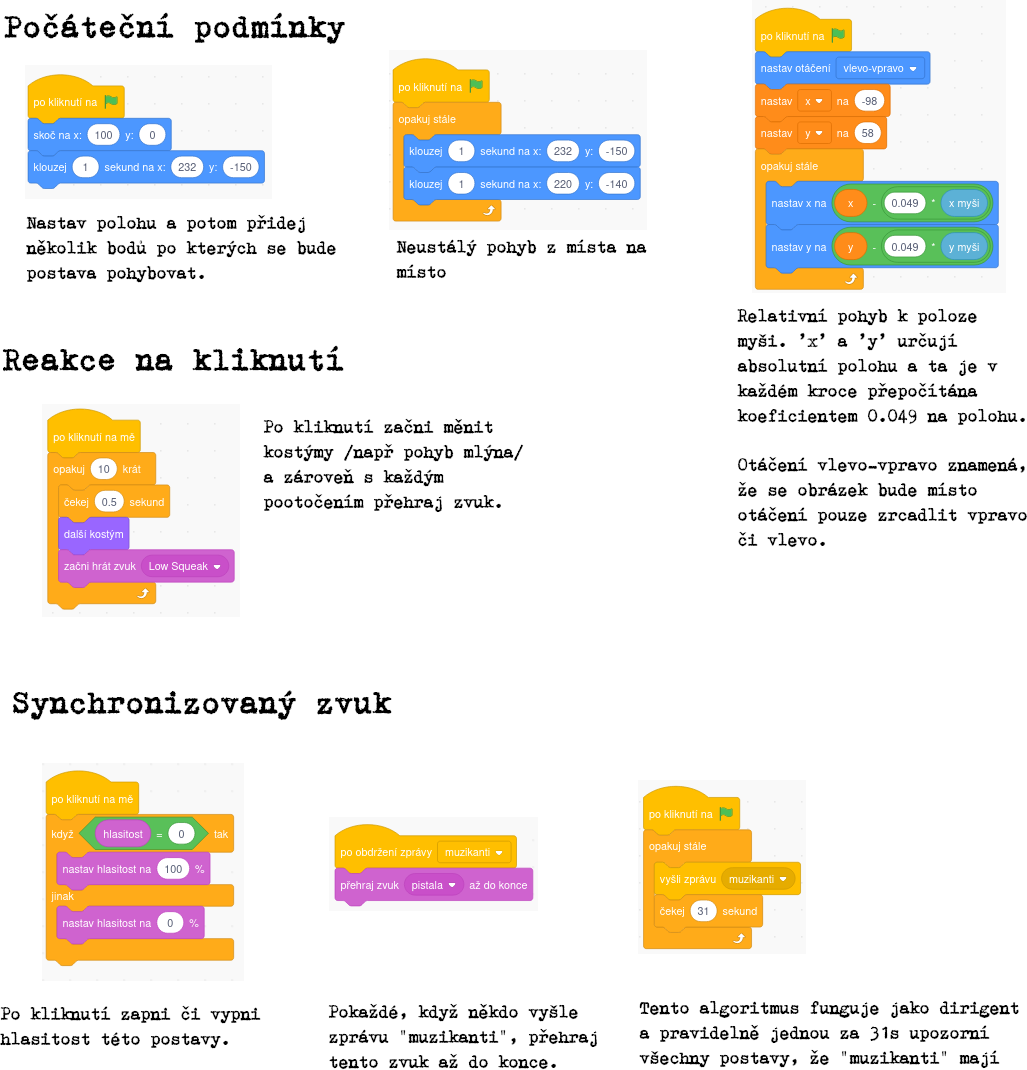 Počáteční podmínky
po kliknutí na
skoč na x: 100 y: 0
klouzej 1 sekund na x: 232 y: -150
Nastav polohu a potom přidej
několik bodů po kterých se bude
postava pohybovat.
po kliknutí na
opakuj stále
klouzej 1 sekund na x: 232 y: -150
klouzej 1 sekund na x: 220 y: -140
Neustálý pohyb z místa na
místo
po kliknutí na
nastav otáčení vlevo-vpravo
nastav x na -98
nastav y na 58
opakuj stále
nastav x na x - 0.049 * x myši
nastav y na y - 0.049 * y myši
Relativní pohyb k poloze
myši. 'x' a 'y' určují
absolutní polohu a ta je v
každém kroce přepočítána
koeficientem 0.049 na polohu.
Otáčení vlevo-vpravo znamená,
že se obrázek bude místo
otáčení pouze zrcadlit vpravo
či vlevo.
Reakce na kliknutí
po kliknutí na mě
opakuj 10 krát
čekej 0.5 sekund
další kostým
začni hrát zvuk Low Squeak
Po kliknutí začni měnit
kostýmy /např pohyb mlýna/
a zároveň s každým
pootočením přehraj zvuk.
Synchronizovaný zvuk
po kliknutí na mě
když hlasitost = 0 tak
nastav hlasitost na 100 %
jinak
nastav hlasitost na 0 %
Po kliknutí zapni či vypni
hlasitost této postavy.
po obdržení zprávy muzikanti
přehraj zvuk pistala až do konce
Pokaždé, když někdo vyšle
zprávu "muzikanti", přehraj
tento zvuk až do konce.
po kliknutí na
opakuj stále
vyšli zprávu muzikanti
čekej 31 sekund
Tento algoritmus funguje jako dirigent
a pravidelně jednou za 31s upozorní
všechny postavy, že "muzikanti" mají